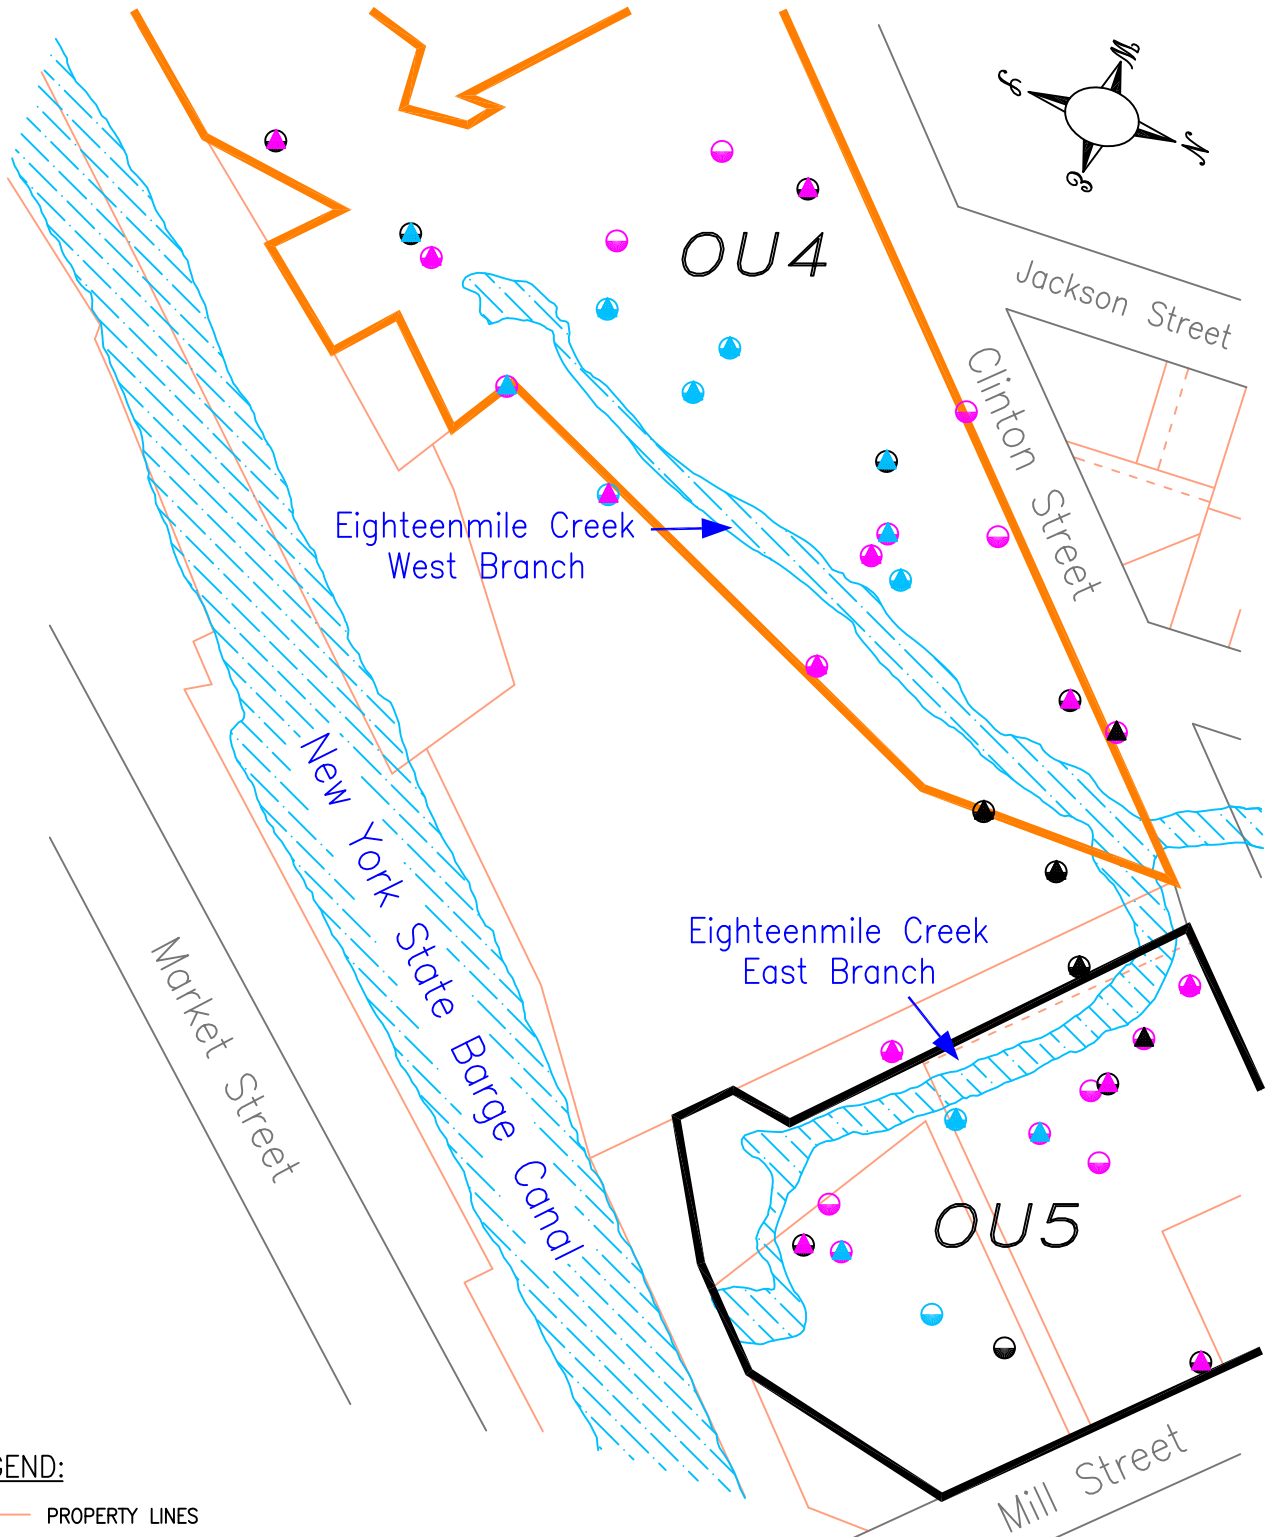 W
S
N
E
OU4
Jackson Street
Clinton Street
Eighteenmile Creek
West Branch
New York State Barge Canal
Market Street
Eighteenmile Creek
East Branch
OU5
Mill Street
GEND:
PROPERTY LINES